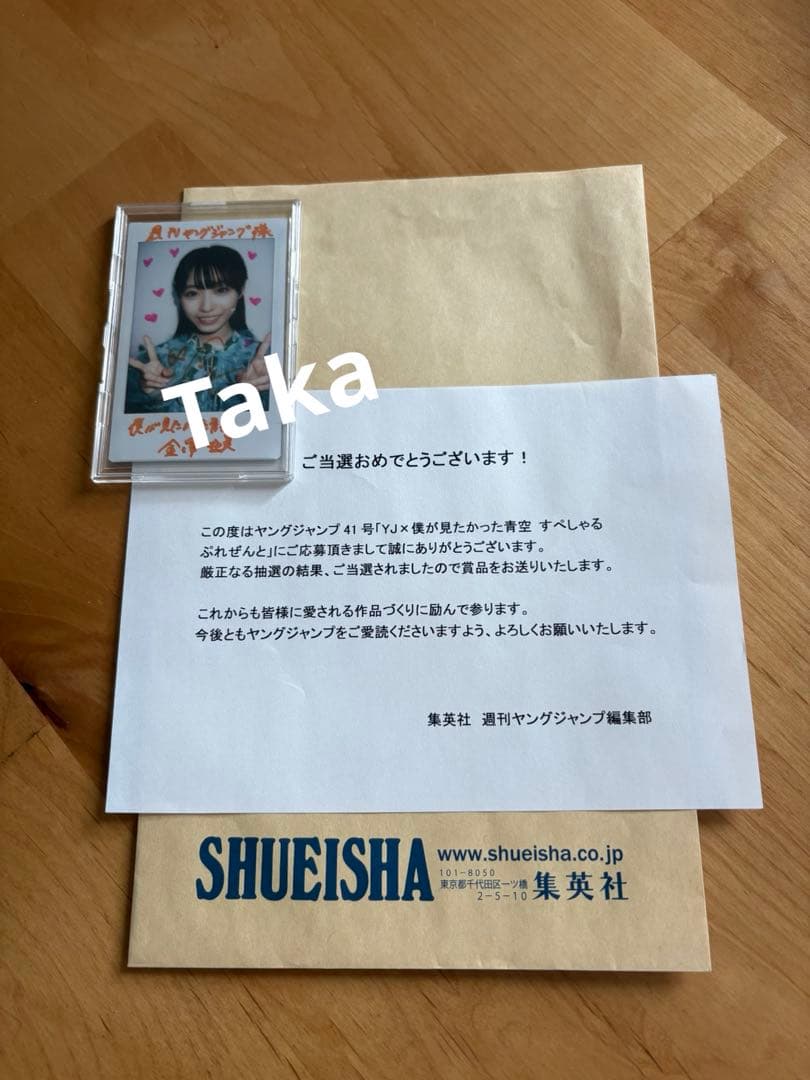 週刊ヤングジャンプ様
僕が見たかった
金澤 亜美
Taka
ご当選おめでとうございます！
この度はヤングジャンプ 41 号「YJ×僕が見たかった青空 すぺしゃる
ぷれぜんと」にご応募頂きまして誠にありがとうございます。
厳正なる抽選の結果、ご当選されましたので賞品をお送りいたします。
これからも皆様に愛される作品づくりに励んで参ります。
今後ともヤングジャンプをご愛読くださいますよう、よろしくお願いいたします。
集英社 週刊ヤングジャンプ編集部
SHUEISHA
www.shueisha.co.jp
101-8050
東京都千代田区一ツ橋
2-5-10
集英社